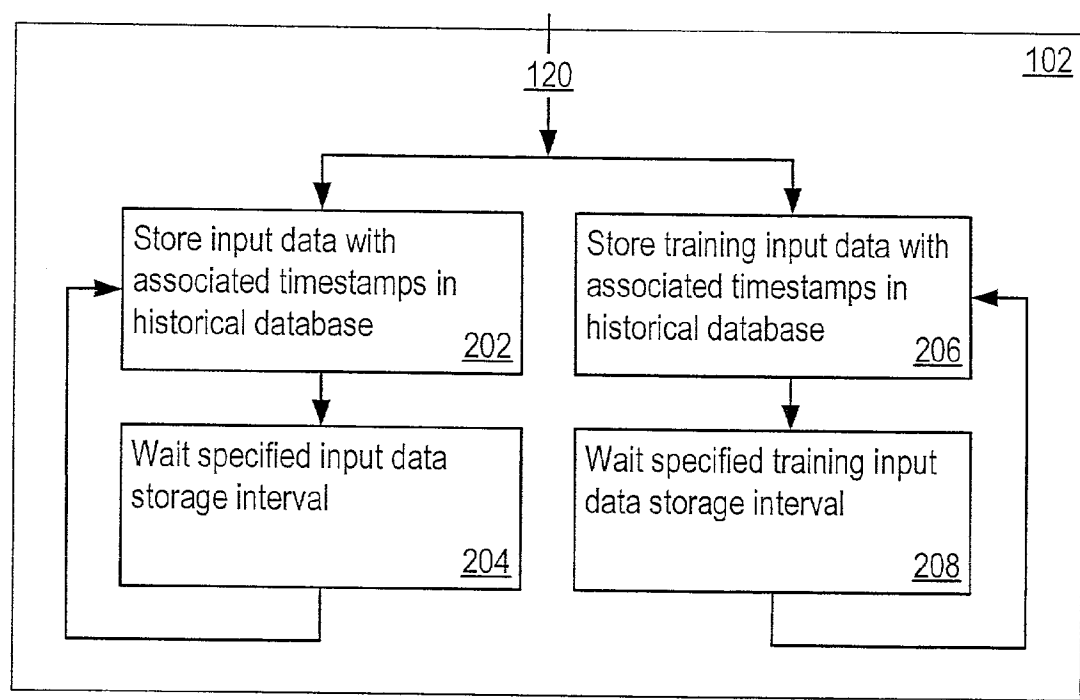 102
120
Store input data with
associated timestamps in
historical database
202
Store training input data with
associated timestamps in
historical database
206
Wait specified input data
storage interval
204
Wait specified training input
data storage interval
208